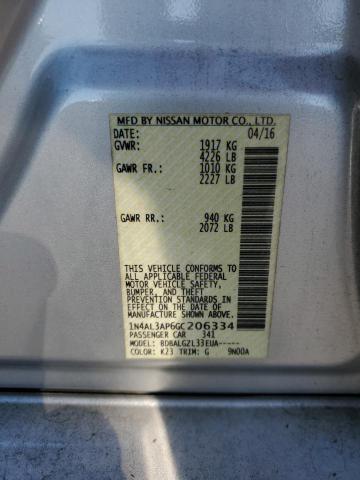 MFD BY NISSAN MOTOR CO., LTD.
DATE: 04/16
GVWR: 1917 KG
4226 LB
GAWR FR.: 1010 KG
2227 LB
GAWR RR.: 940 KG
2072 LB
THIS VEHICLE CONFORMS TO
ALL APPLICABLE FEDERAL
MOTOR VEHICLE SAFETY,
BUMPER, AND THEFT
PREVENTION STANDARDS
IN EFFECT ON THE DATE OF
MANUFACTURE SHOWN ABOVE.
1N4AL3AP6GC206334
PASSENGER CAR 341
MODEL: BDBALGZL33EUA-----
COLOR: K23 TRIM: G 9N00A